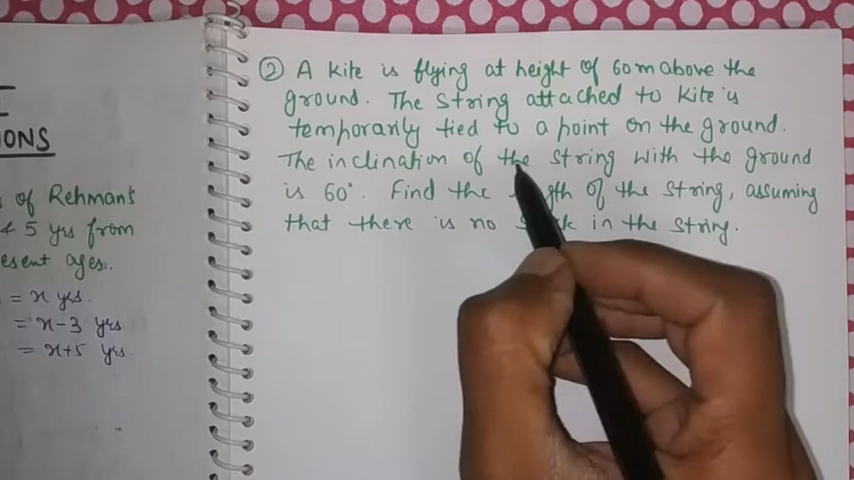 IONS
of Rehman's
5 yrs from
esent ages.
= x yrs.
= x-3 yrs
= x+5 yrs.
② A kite is flying at height of 60m above the
ground. The string attached to kite is
temporarily tied to a point on the ground.
The inclination of the string with the ground
is 60°. Find the of the string, assuming
that there is no in the string.